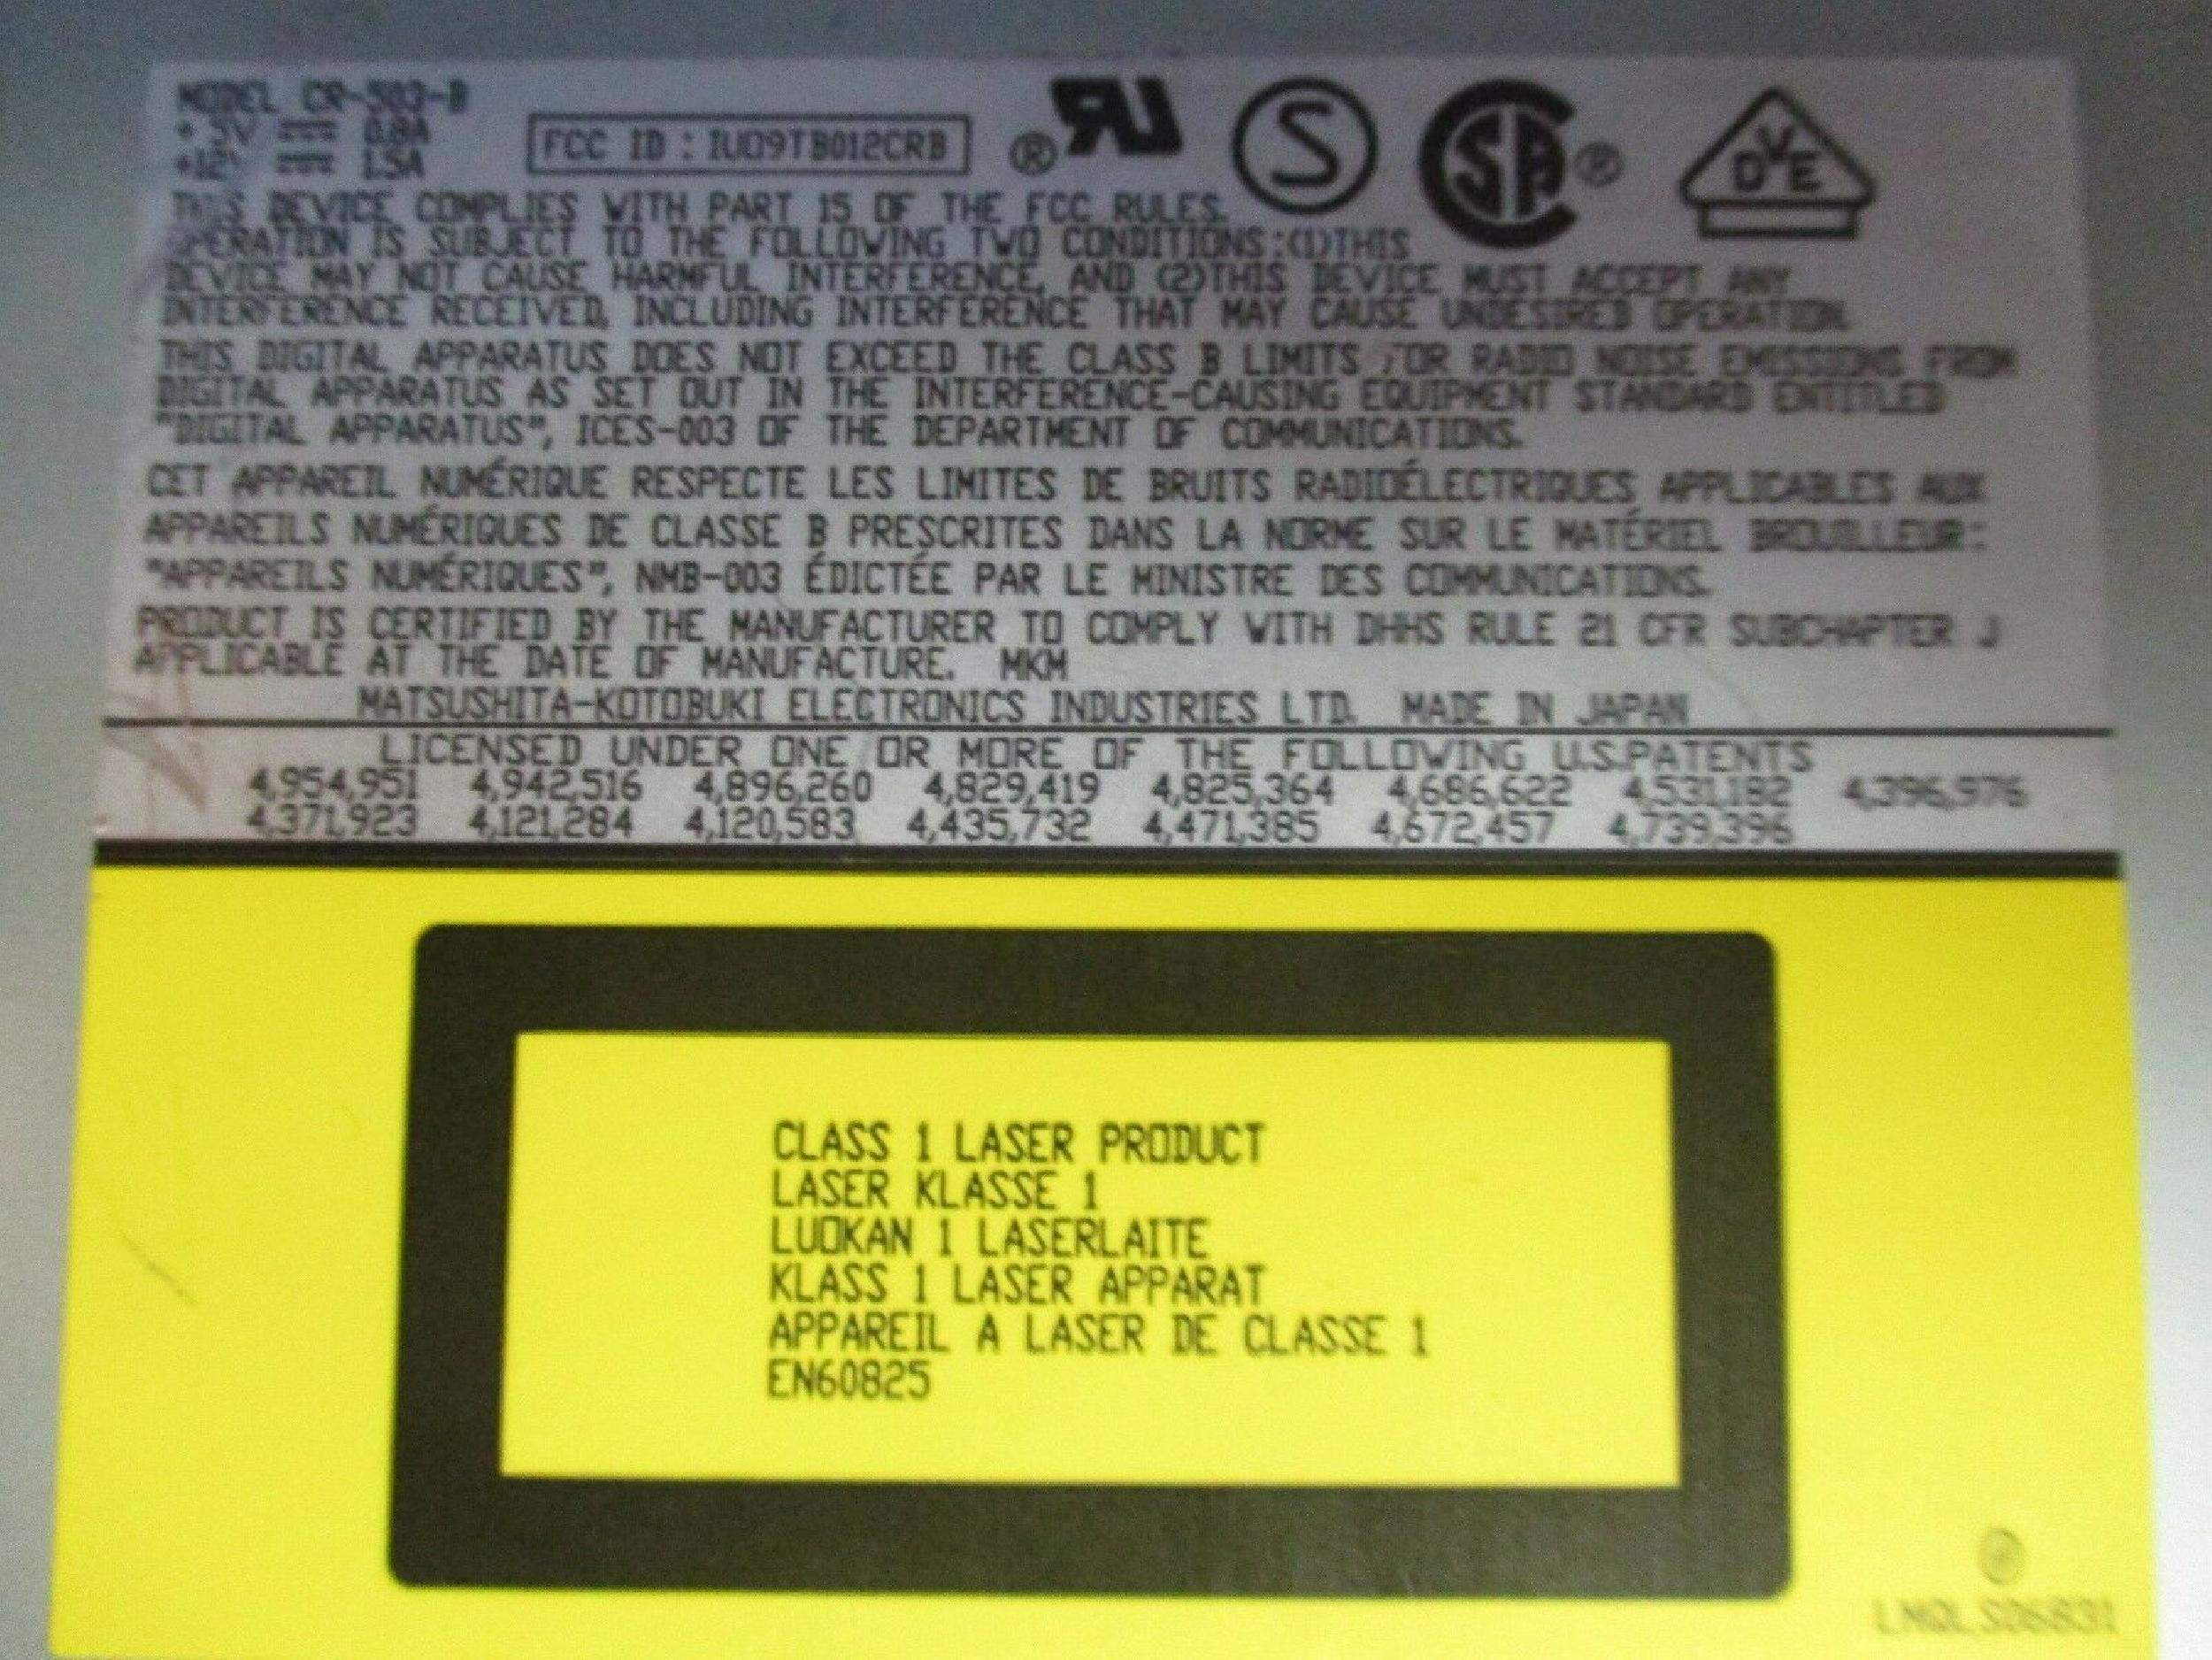 MODEL CR-583-B
+ 5V 0.8A
+12V 1.5A
FCC ID : IUD9TB012CRB
® RU S SA ® DVE
THIS DEVICE COMPLIES WITH PART 15 OF THE FCC RULES.
OPERATION IS SUBJECT TO THE FOLLOWING TWO CONDITIONS:(1)THIS
DEVICE MAY NOT CAUSE HARMFUL INTERFERENCE, AND (2)THIS DEVICE MUST ACCEPT ANY
INTERFERENCE RECEIVED, INCLUDING INTERFERENCE THAT MAY CAUSE UNDESIRED OPERATION.
THIS DIGITAL APPARATUS DOES NOT EXCEED THE CLASS B LIMITS FOR RADIO NOISE EMISSIONS FROM
DIGITAL APPARATUS AS SET OUT IN THE INTERFERENCE-CAUSING EQUIPMENT STANDARD ENTITLED
"DIGITAL APPARATUS", ICES-003 OF THE DEPARTMENT OF COMMUNICATIONS.
CET APPAREIL NUMÉRIQUE RESPECTE LES LIMITES DE BRUITS RADIOÉLECTRIQUES APPLICABLES AUX
APPAREILS NUMÉRIQUES DE CLASSE B PRESCRITES DANS LA NORME SUR LE MATÉRIEL BROUILLEUR:
"APPAREILS NUMÉRIQUES", NMB-003 ÉDICTÉE PAR LE MINISTRE DES COMMUNICATIONS.
PRODUCT IS CERTIFIED BY THE MANUFACTURER TO COMPLY WITH DHHS RULE 21 CFR SUBCHAPTER J
APPLICABLE AT THE DATE OF MANUFACTURE. MKM
MATSUSHITA-KOTOBUKI ELECTRONICS INDUSTRIES LTD. MADE IN JAPAN
LICENSED UNDER ONE OR MORE OF THE FOLLOWING U.S.PATENTS
4,954,951 4,942,516 4,896,260 4,829,419 4,825,364 4,686,622 4,531,182 4,396,976
4,371,923 4,121,284 4,120,583 4,435,732 4,471,385 4,672,457 4,739,396
CLASS 1 LASER PRODUCT
LASER KLASSE 1
LUOKAN 1 LASERLAITE
KLASS 1 LASER APPARAT
APPAREIL A LASER DE CLASSE 1
EN60825
LMQLS06831